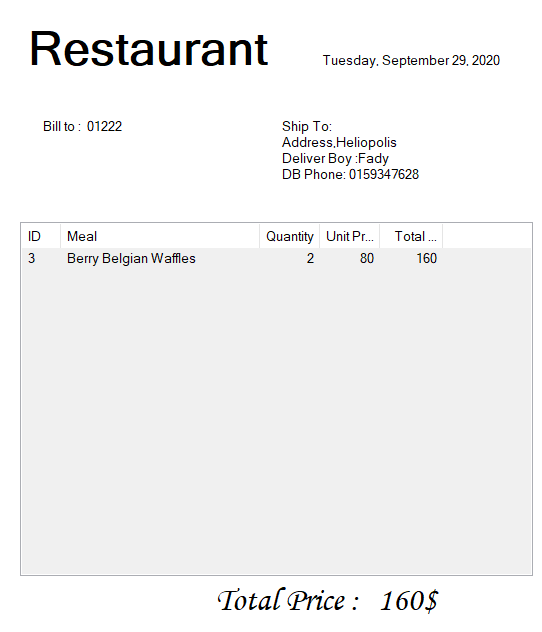 Restaurant
Tuesday, September 29, 2020
Bill to : 01222
Ship To:
Address,Heliopolis
Deliver Boy :Fady
DB Phone: 0159347628
ID Meal Quantity Unit Pr... Total ...
3 Berry Belgian Waffles 2 80 160
Total Price : 160$